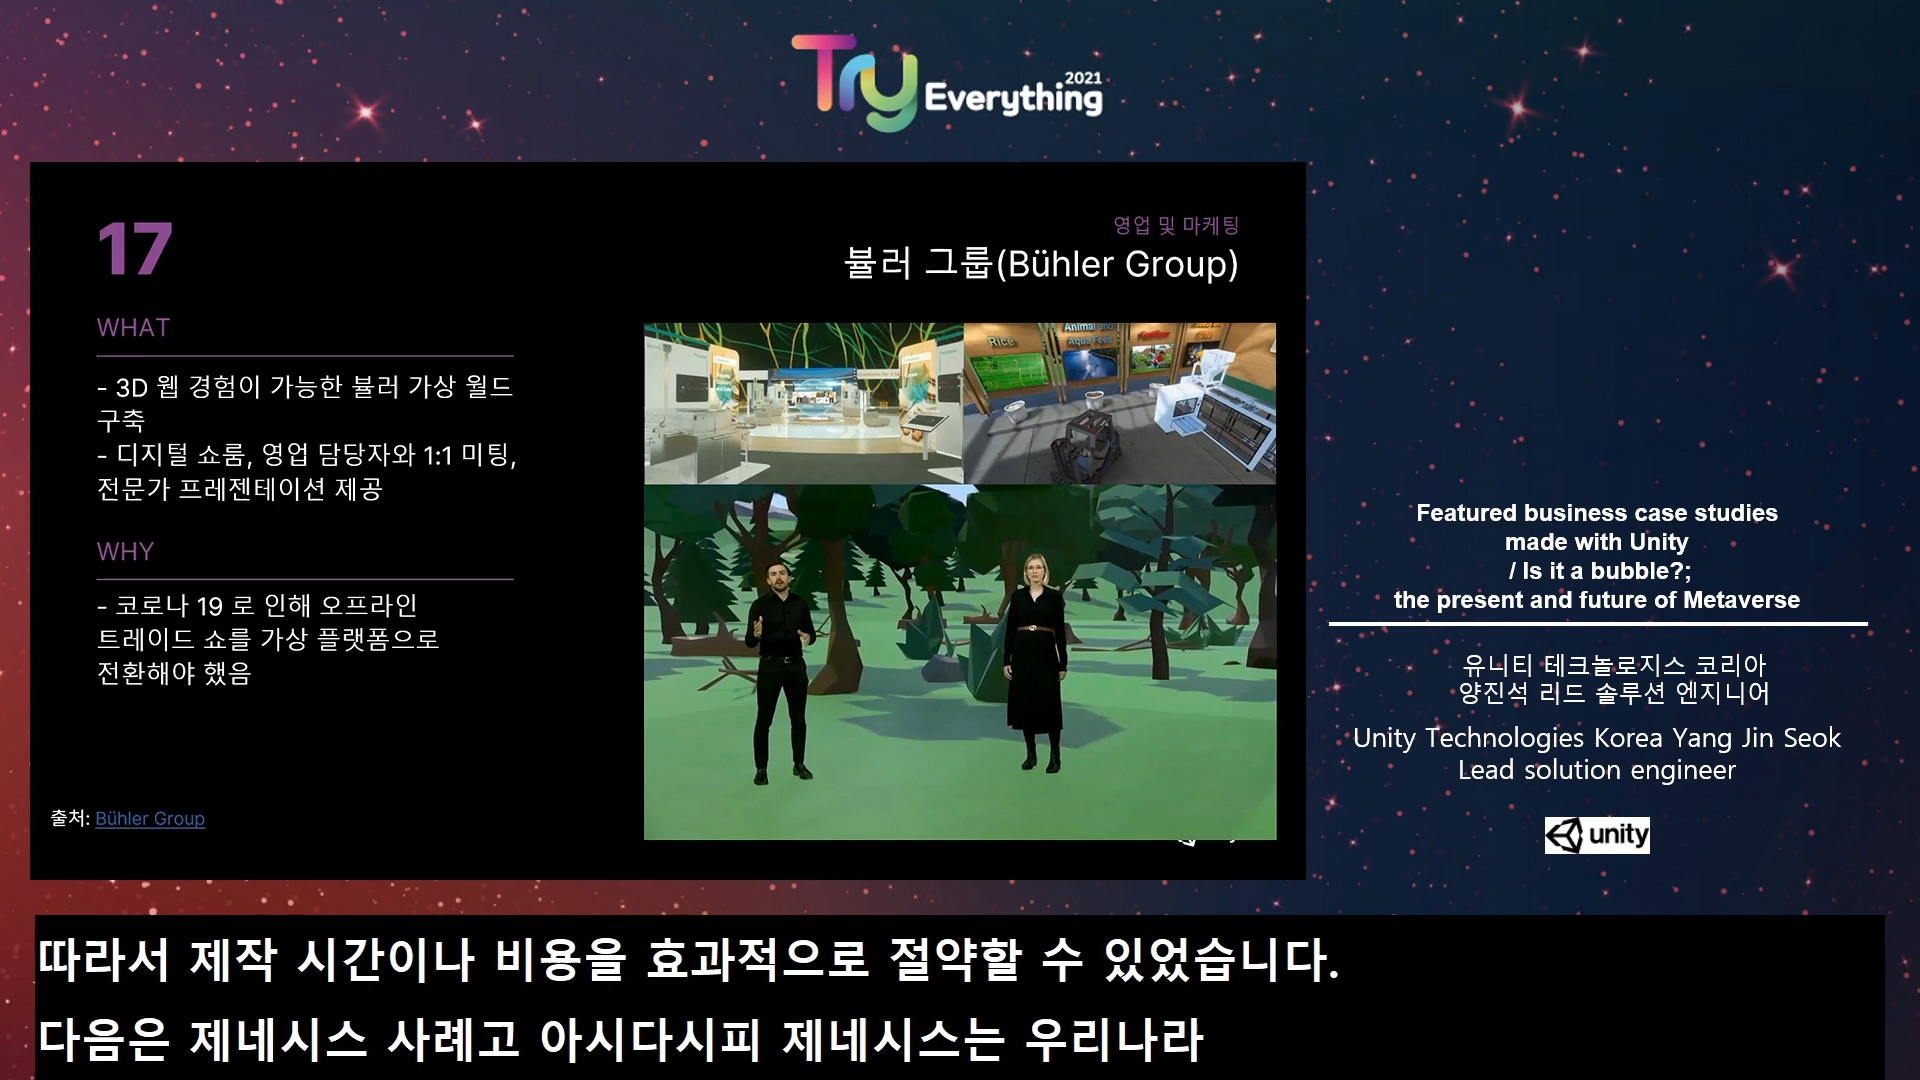 Try
2021
Everything
17
영업 및 마케팅
뷸러 그룹(Bühler Group)
WHAT
- 3D 웹 경험이 가능한 뷸러 가상 월드
구축
- 디지털 쇼룸, 영업 담당자와 1:1 미팅,
전문가 프레젠테이션 제공
WHY
- 코로나 19 로 인해 오프라인
트레이드 쇼를 가상 플랫폼으로
전환해야 했음
출처: Bühler Group
Rice
Animal and
Aqua Feed
Featured business case studies
made with Unity
/ Is it a bubble?;
the present and future of Metaverse
유니티 테크놀로지스 코리아
양진석 리드 솔루션 엔지니어
Unity Technologies Korea Yang Jin Seok
Lead solution engineer
unity
따라서 제작 시간이나 비용을 효과적으로 절약할 수 있었습니다.
다음은 제네시스 사례고 아시다시피 제네시스는 우리나라